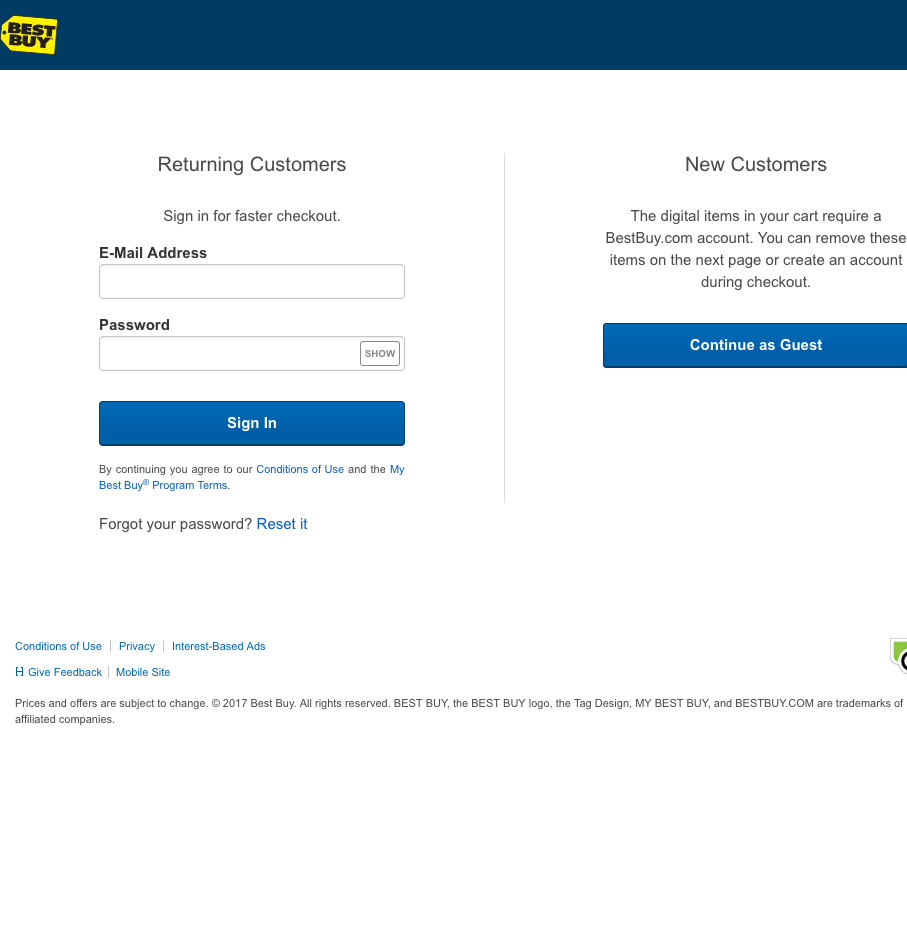 BEST
BUY
Returning Customers
Sign in for faster checkout.
E-Mail Address
Password
SHOW
Sign In
By continuing you agree to our Conditions of Use and the My
Best Buy® Program Terms.
Forgot your password? Reset it
New Customers
The digital items in your cart require a
BestBuy.com account. You can remove these
items on the next page or create an account
during checkout.
Continue as Guest
Conditions of Use
Privacy
Interest-Based Ads
H Give Feedback
Mobile Site
Prices and offers are subject to change. © 2017 Best Buy. All rights reserved. BEST BUY, the BEST BUY logo, the Tag Design, MY BEST BUY, and BESTBUY.COM are trademarks of
affiliated companies.